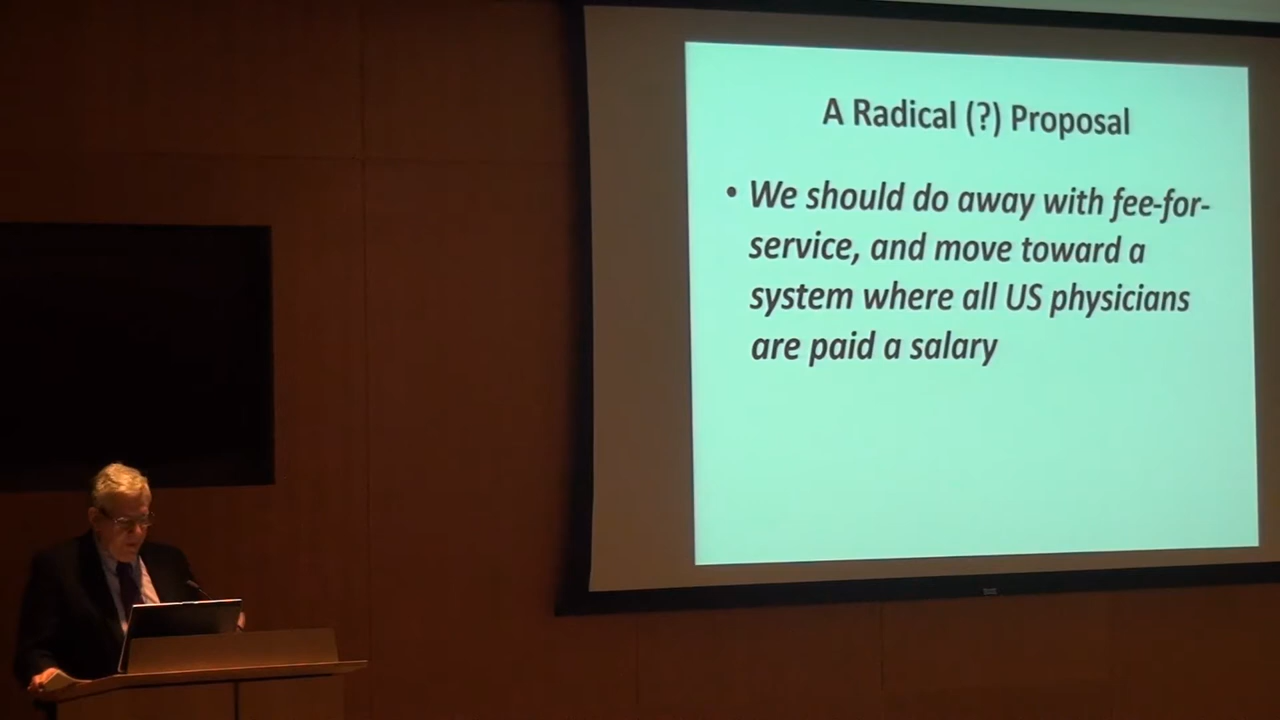 A Radical (?) Proposal
• We should do away with fee-for-
service, and move toward a
system where all US physicians
are paid a salary